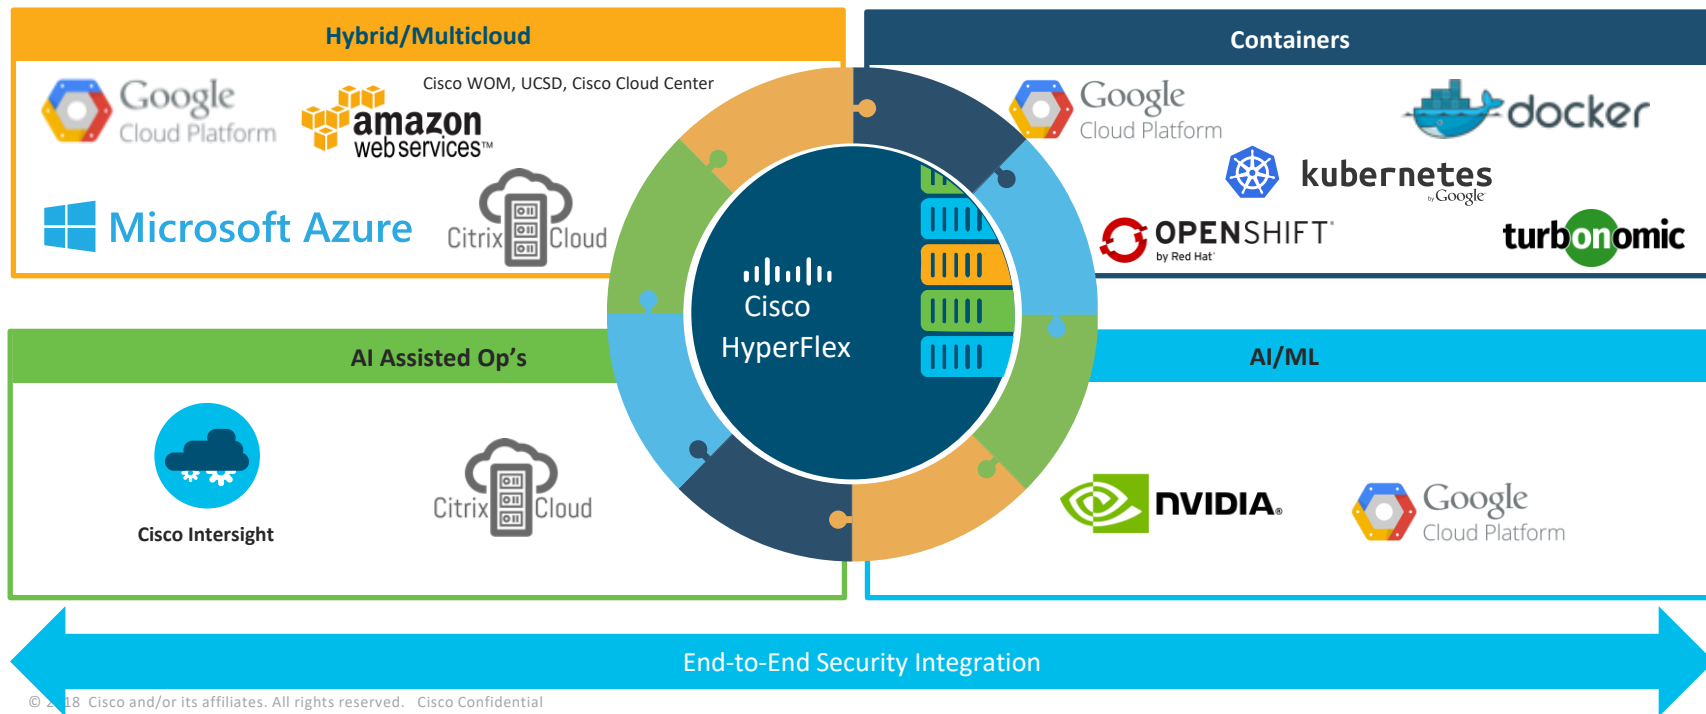 Hybrid/Multicloud
Google
Cloud Platform
Cisco WOM, UCSD, Cisco Cloud Center
amazon
webservices™
Microsoft Azure
Citrix Cloud
Containers
Google
Cloud Platform
docker
kubernetes
by Google
OPENSHIFT®
by Red Hat®
turbonomic
Cisco
HyperFlex
AI Assisted Op’s
Cisco Intersight
Citrix Cloud
AI/ML
NVIDIA®
Google
Cloud Platform
End-to-End Security Integration
© 2 18 Cisco and/or its affiliates. All rights reserved. Cisco Confidential